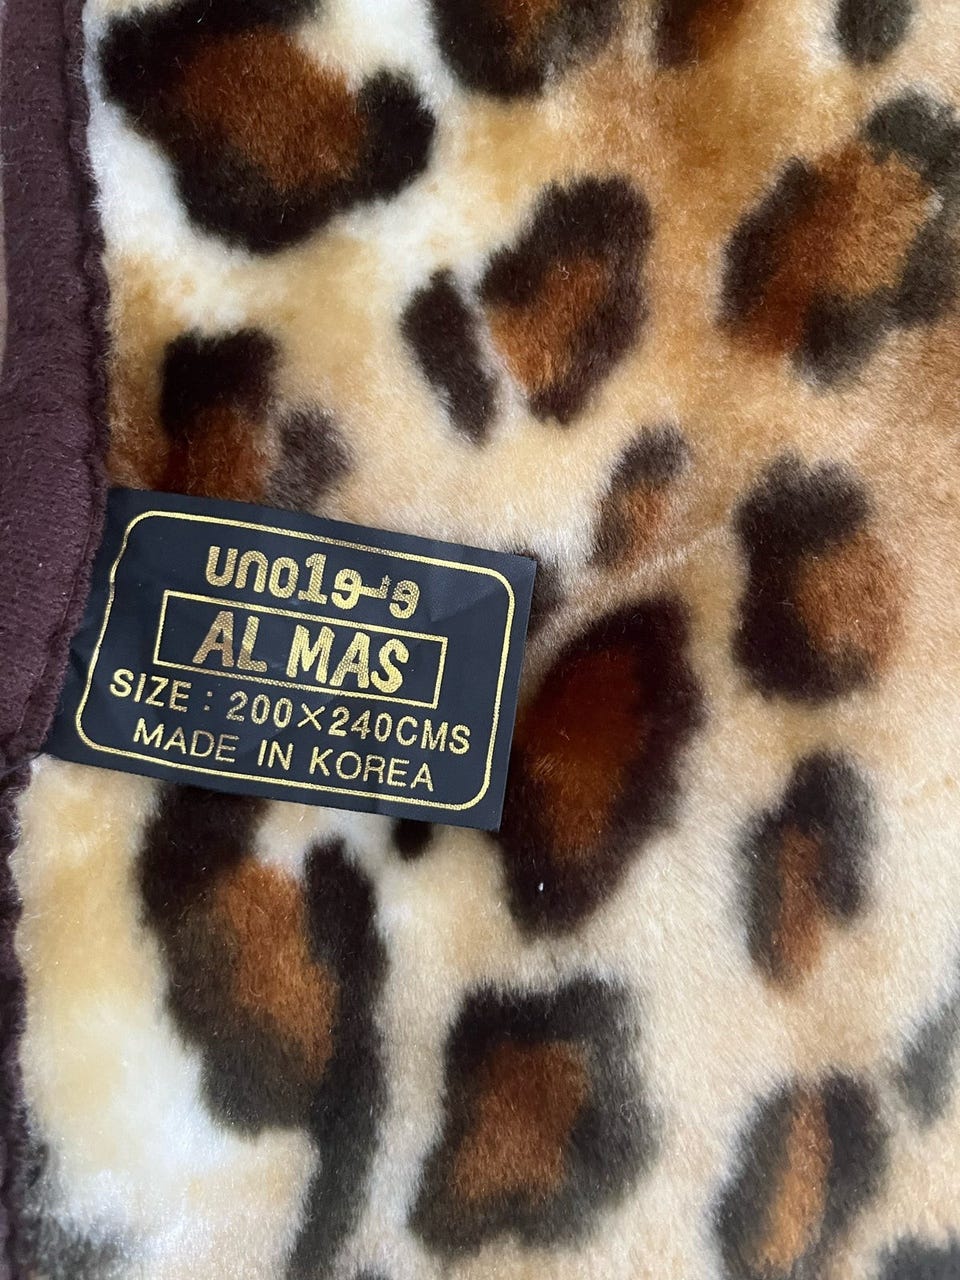 AL MAS
SIZE : 200×240CMS
MADE IN KOREA